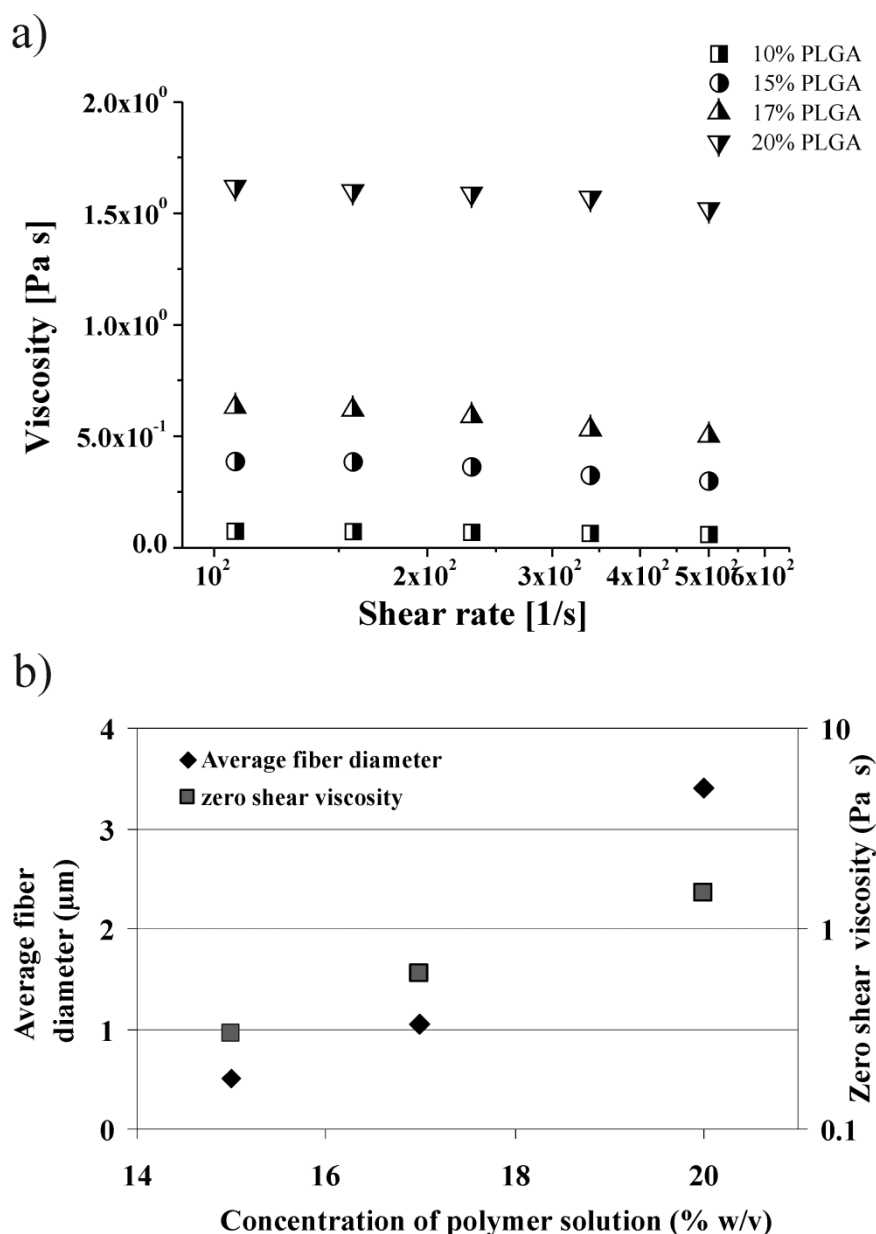 a)
10% PLGA
15% PLGA
17% PLGA
20% PLGA
2.0x10⁰
1.5x10⁰
1.0x10⁰
5.0x10⁻¹
0.0
Viscosity [Pa s]
10² 2x10² 3x10² 4x10² 5x10² 6x10²
Shear rate [1/s]
b)
4
3
2
1
0
Average fiber
diameter (µm)
Average fiber diameter
zero shear viscosity
10
1
0.1
Zero shear viscosity (Pa s)
14 16 18 20
Concentration of polymer solution (% w/v)